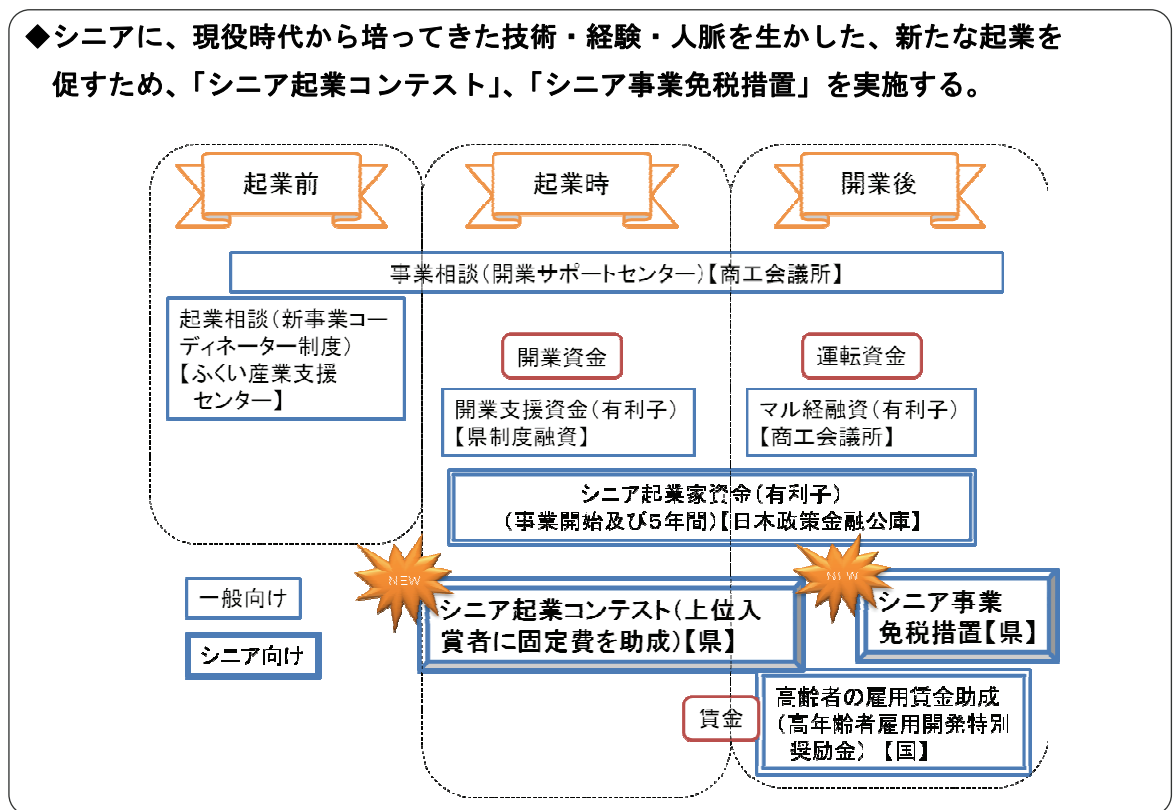 ◆シニアに、現役時代から培ってきた技術・経験・人脈を生かした、新たな起業を
促すため、「シニア起業コンテスト」、「シニア事業免税措置」を実施する。
起業前
起業時
開業後
事業相談(開業サポートセンター)【商工会議所】
起業相談(新事業コー
ディネーター制度)
【ふくい産業支援
センター】
開業資金
運転資金
開業支援資金(有利子)
【県制度融資】
マル経融資(有利子)
【商工会議所】
シニア起業家資金(有利子)
(事業開始及び5年間)【日本政策金融公庫】
NEW
NEW
一般向け
シニア向け
シニア起業コンテスト(上位入
賞者に固定費を助成)【県】
シニア事業
免税措置【県】
賃金
高齢者の雇用賃金助成
(高年齢者雇用開発特別
奨励金)【国】